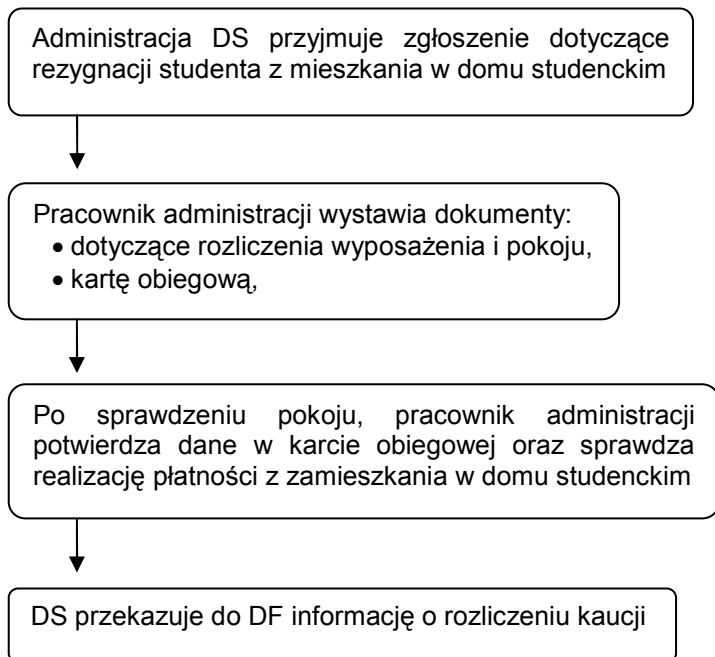 Administracja DS przyjmuje zgłoszenie dotyczące
rezygnacji studenta z mieszkania w domu studenckim
Pracownik administracji wystawia dokumenty:
• dotyczące rozliczenia wyposażenia i pokoju,
• kartę obiegową,
Po sprawdzeniu pokoju, pracownik administracji
potwierdza dane w karcie obiegowej oraz sprawdza
realizację płatności z zamieszkania w domu studenckim
DS przekazuje do DF informację o rozliczeniu kaucji